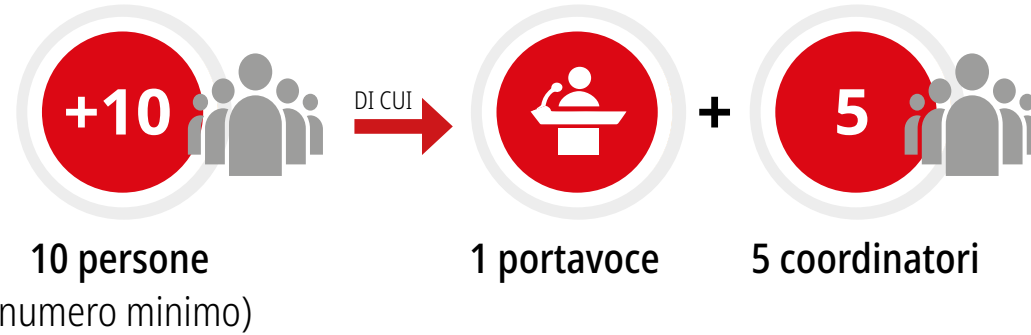 +10
DI CUI
+
5
10 persone
numero minimo)
1 portavoce
5 coordinatori